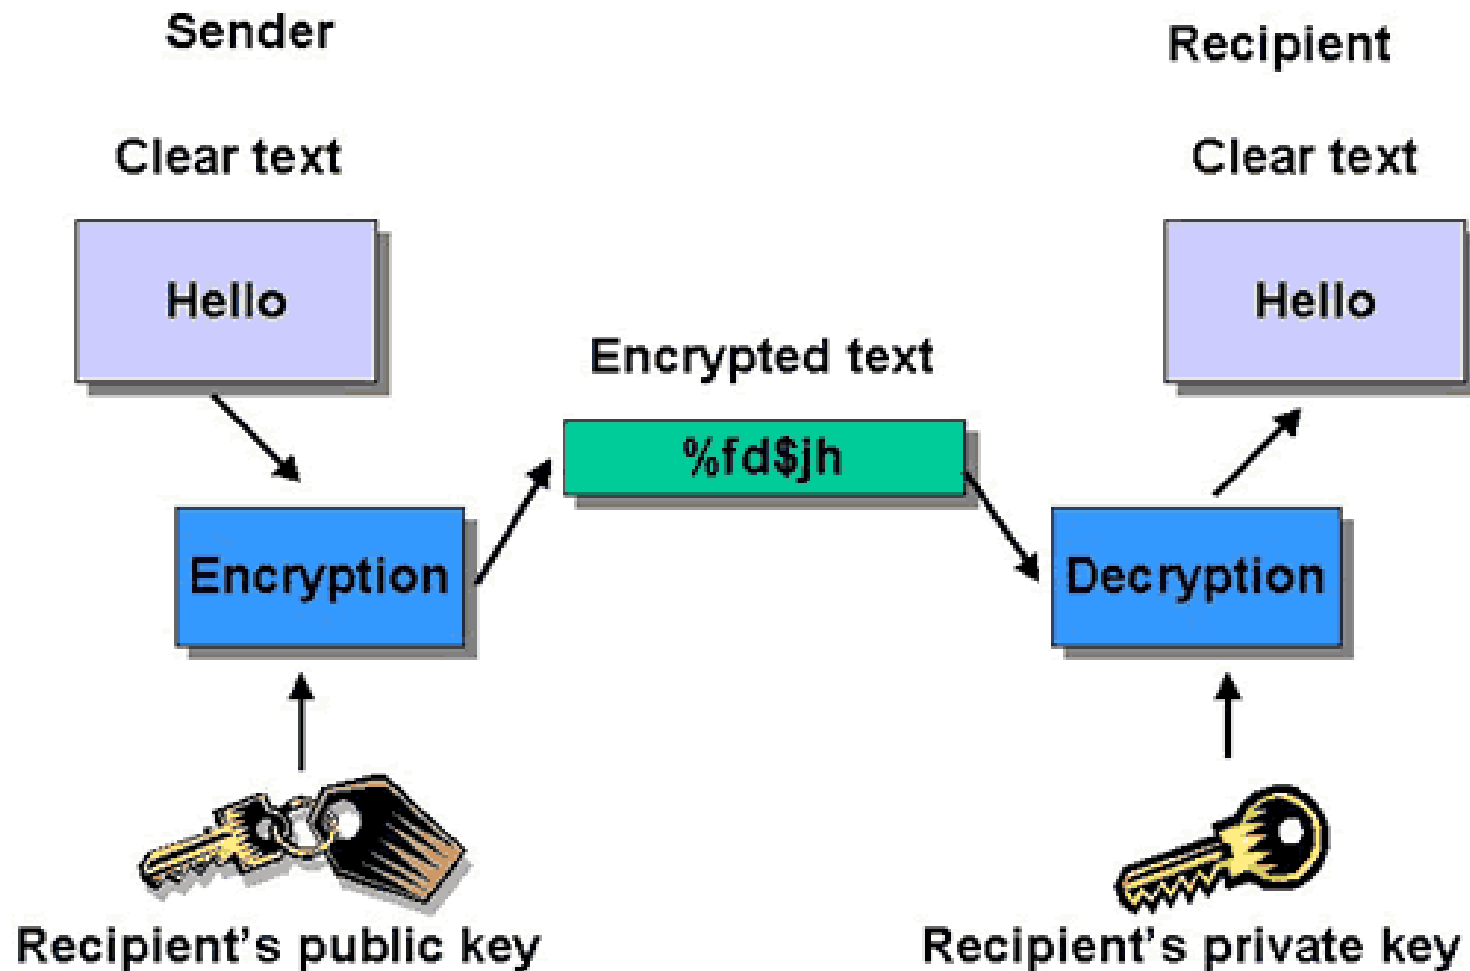 Sender
Recipient
Clear text
Clear text
Hello
Hello
Encrypted text
%fd$jh
Encryption
Decryption
Recipient's public key
Recipient's private key